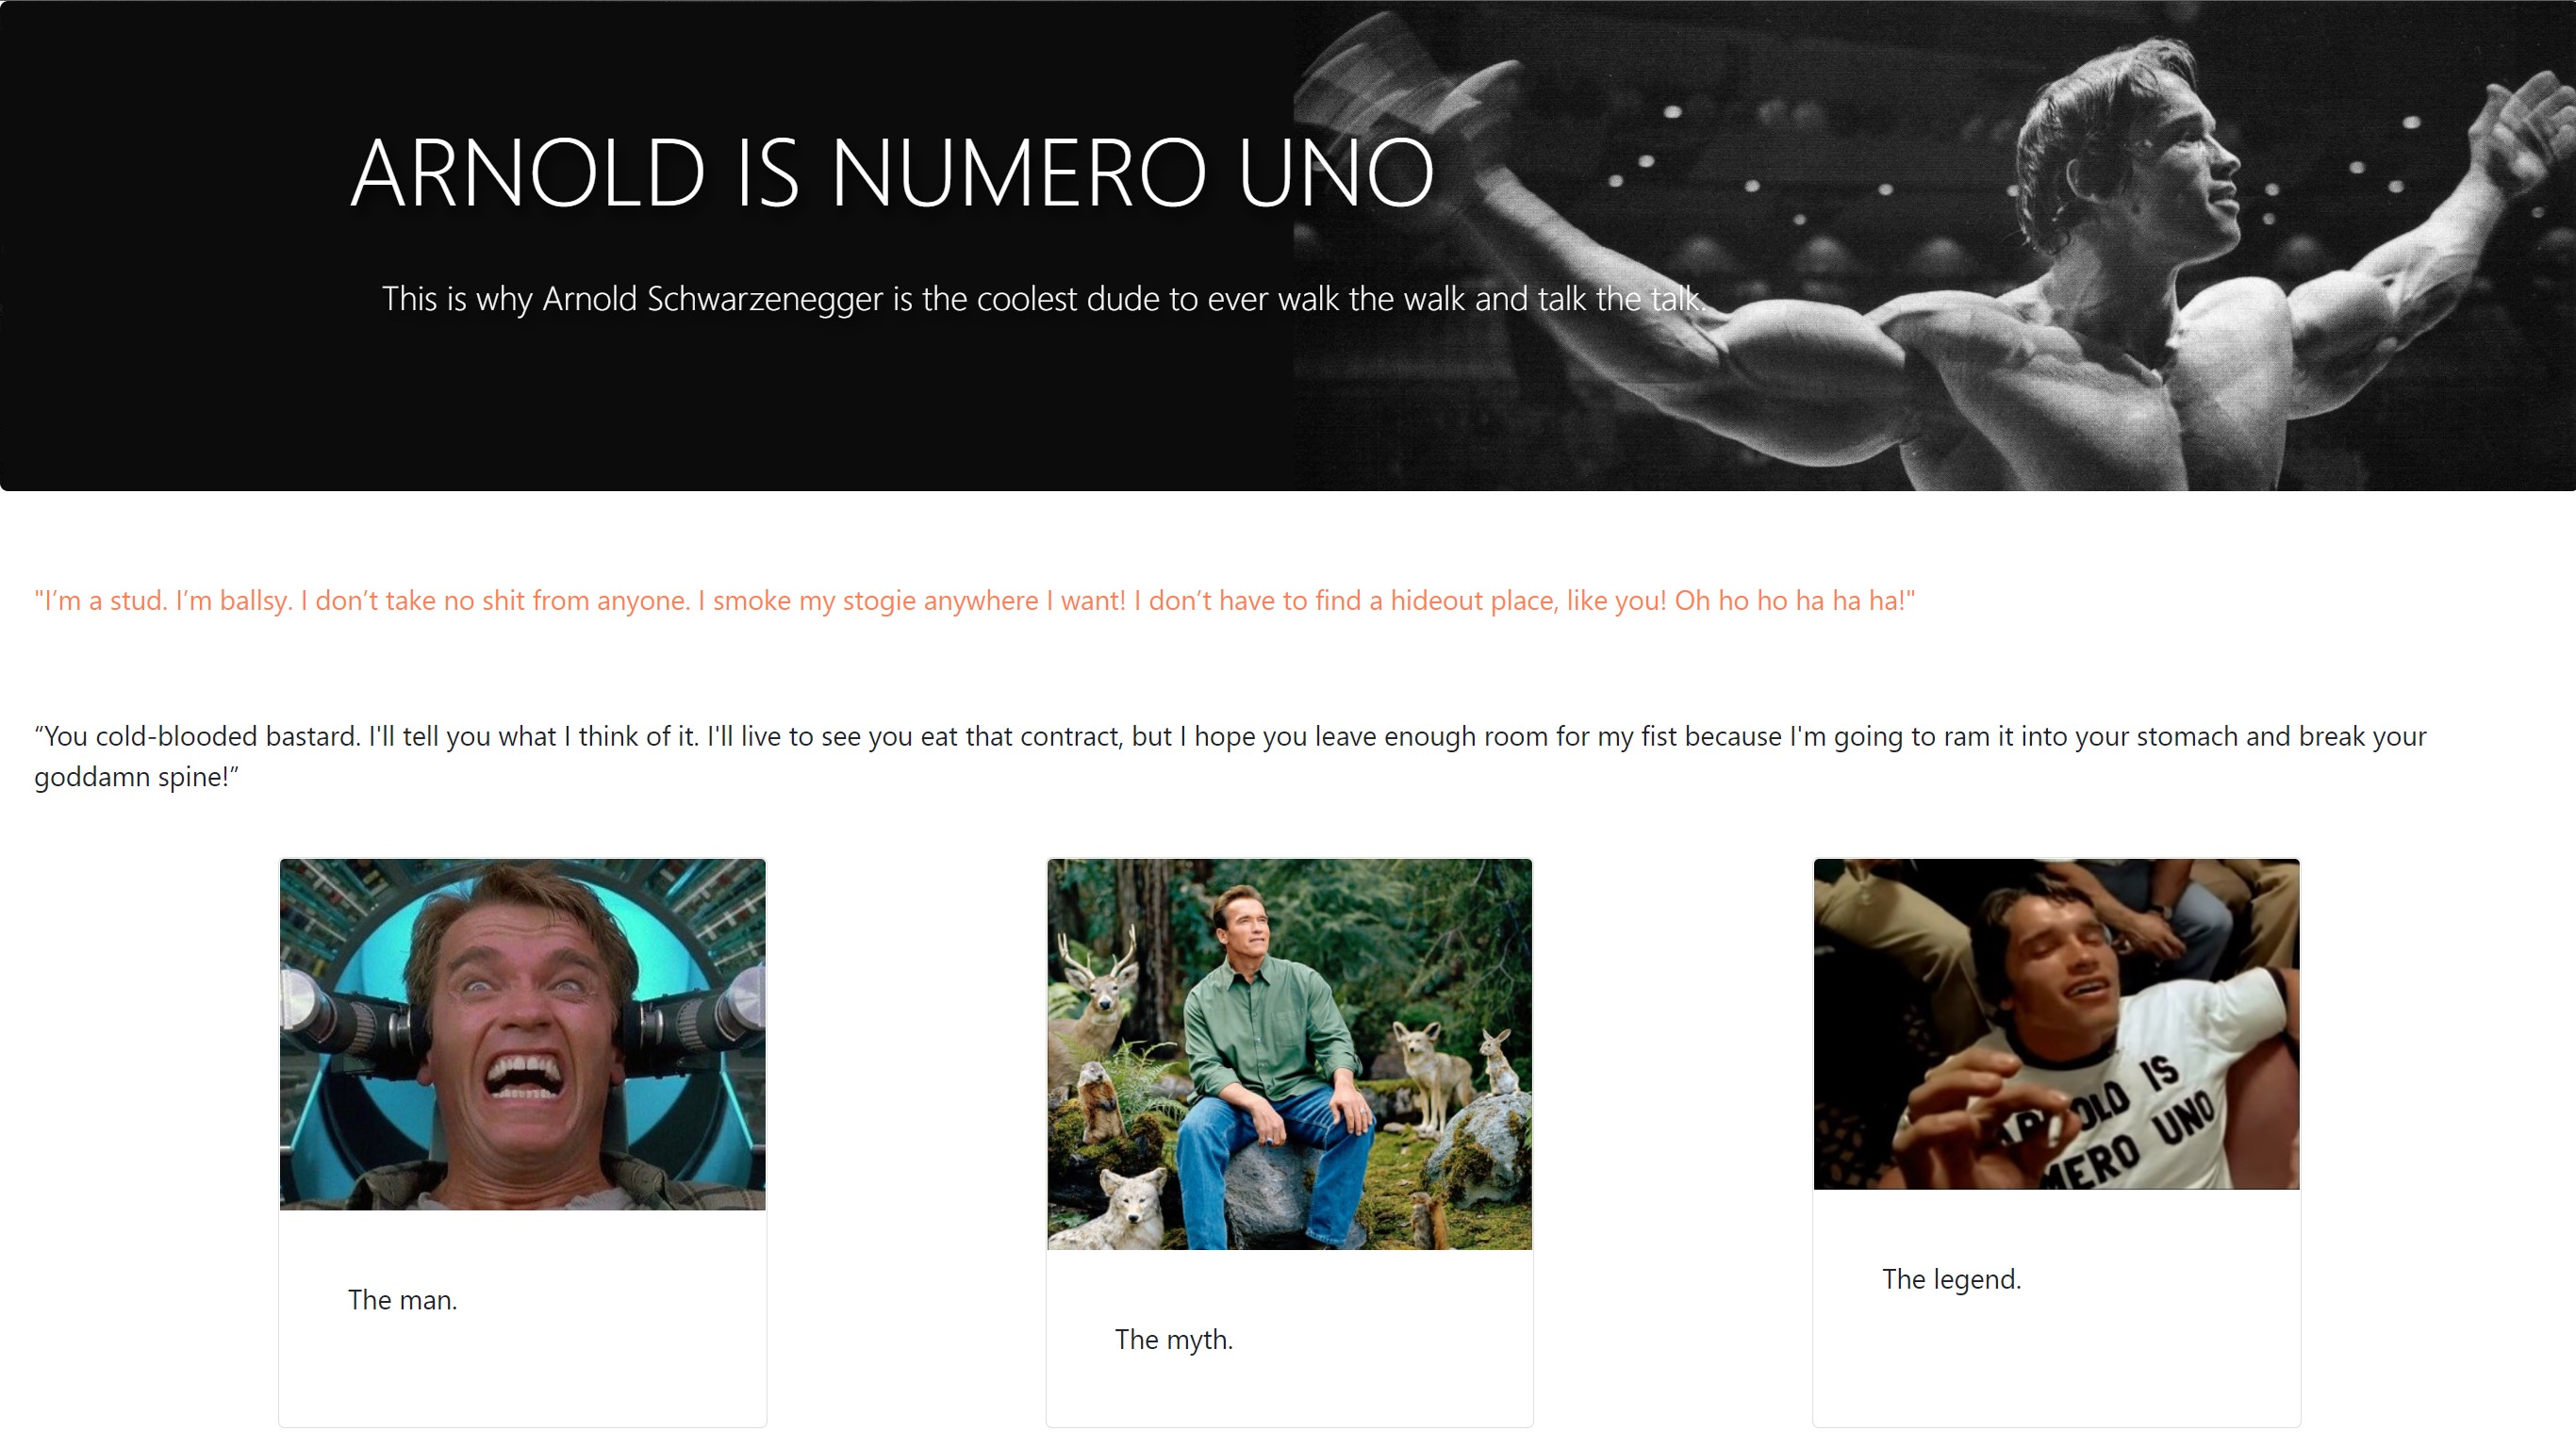 ARNOLD IS NUMERO UNO
This is why Arnold Schwarzenegger is the coolest dude to ever walk the walk and talk the talk.
"I’m a stud. I’m ballsy. I don’t take no shit from anyone. I smoke my stogie anywhere I want! I don’t have to find a hideout place, like you! Oh ho ho ha ha ha!"
“You cold-blooded bastard. I'll tell you what I think of it. I'll live to see you eat that contract, but I hope you leave enough room for my fist because I'm going to ram it into your stomach and break your
goddamn spine!”
OLD IS
MERO UNO
The man.
The myth.
The legend.